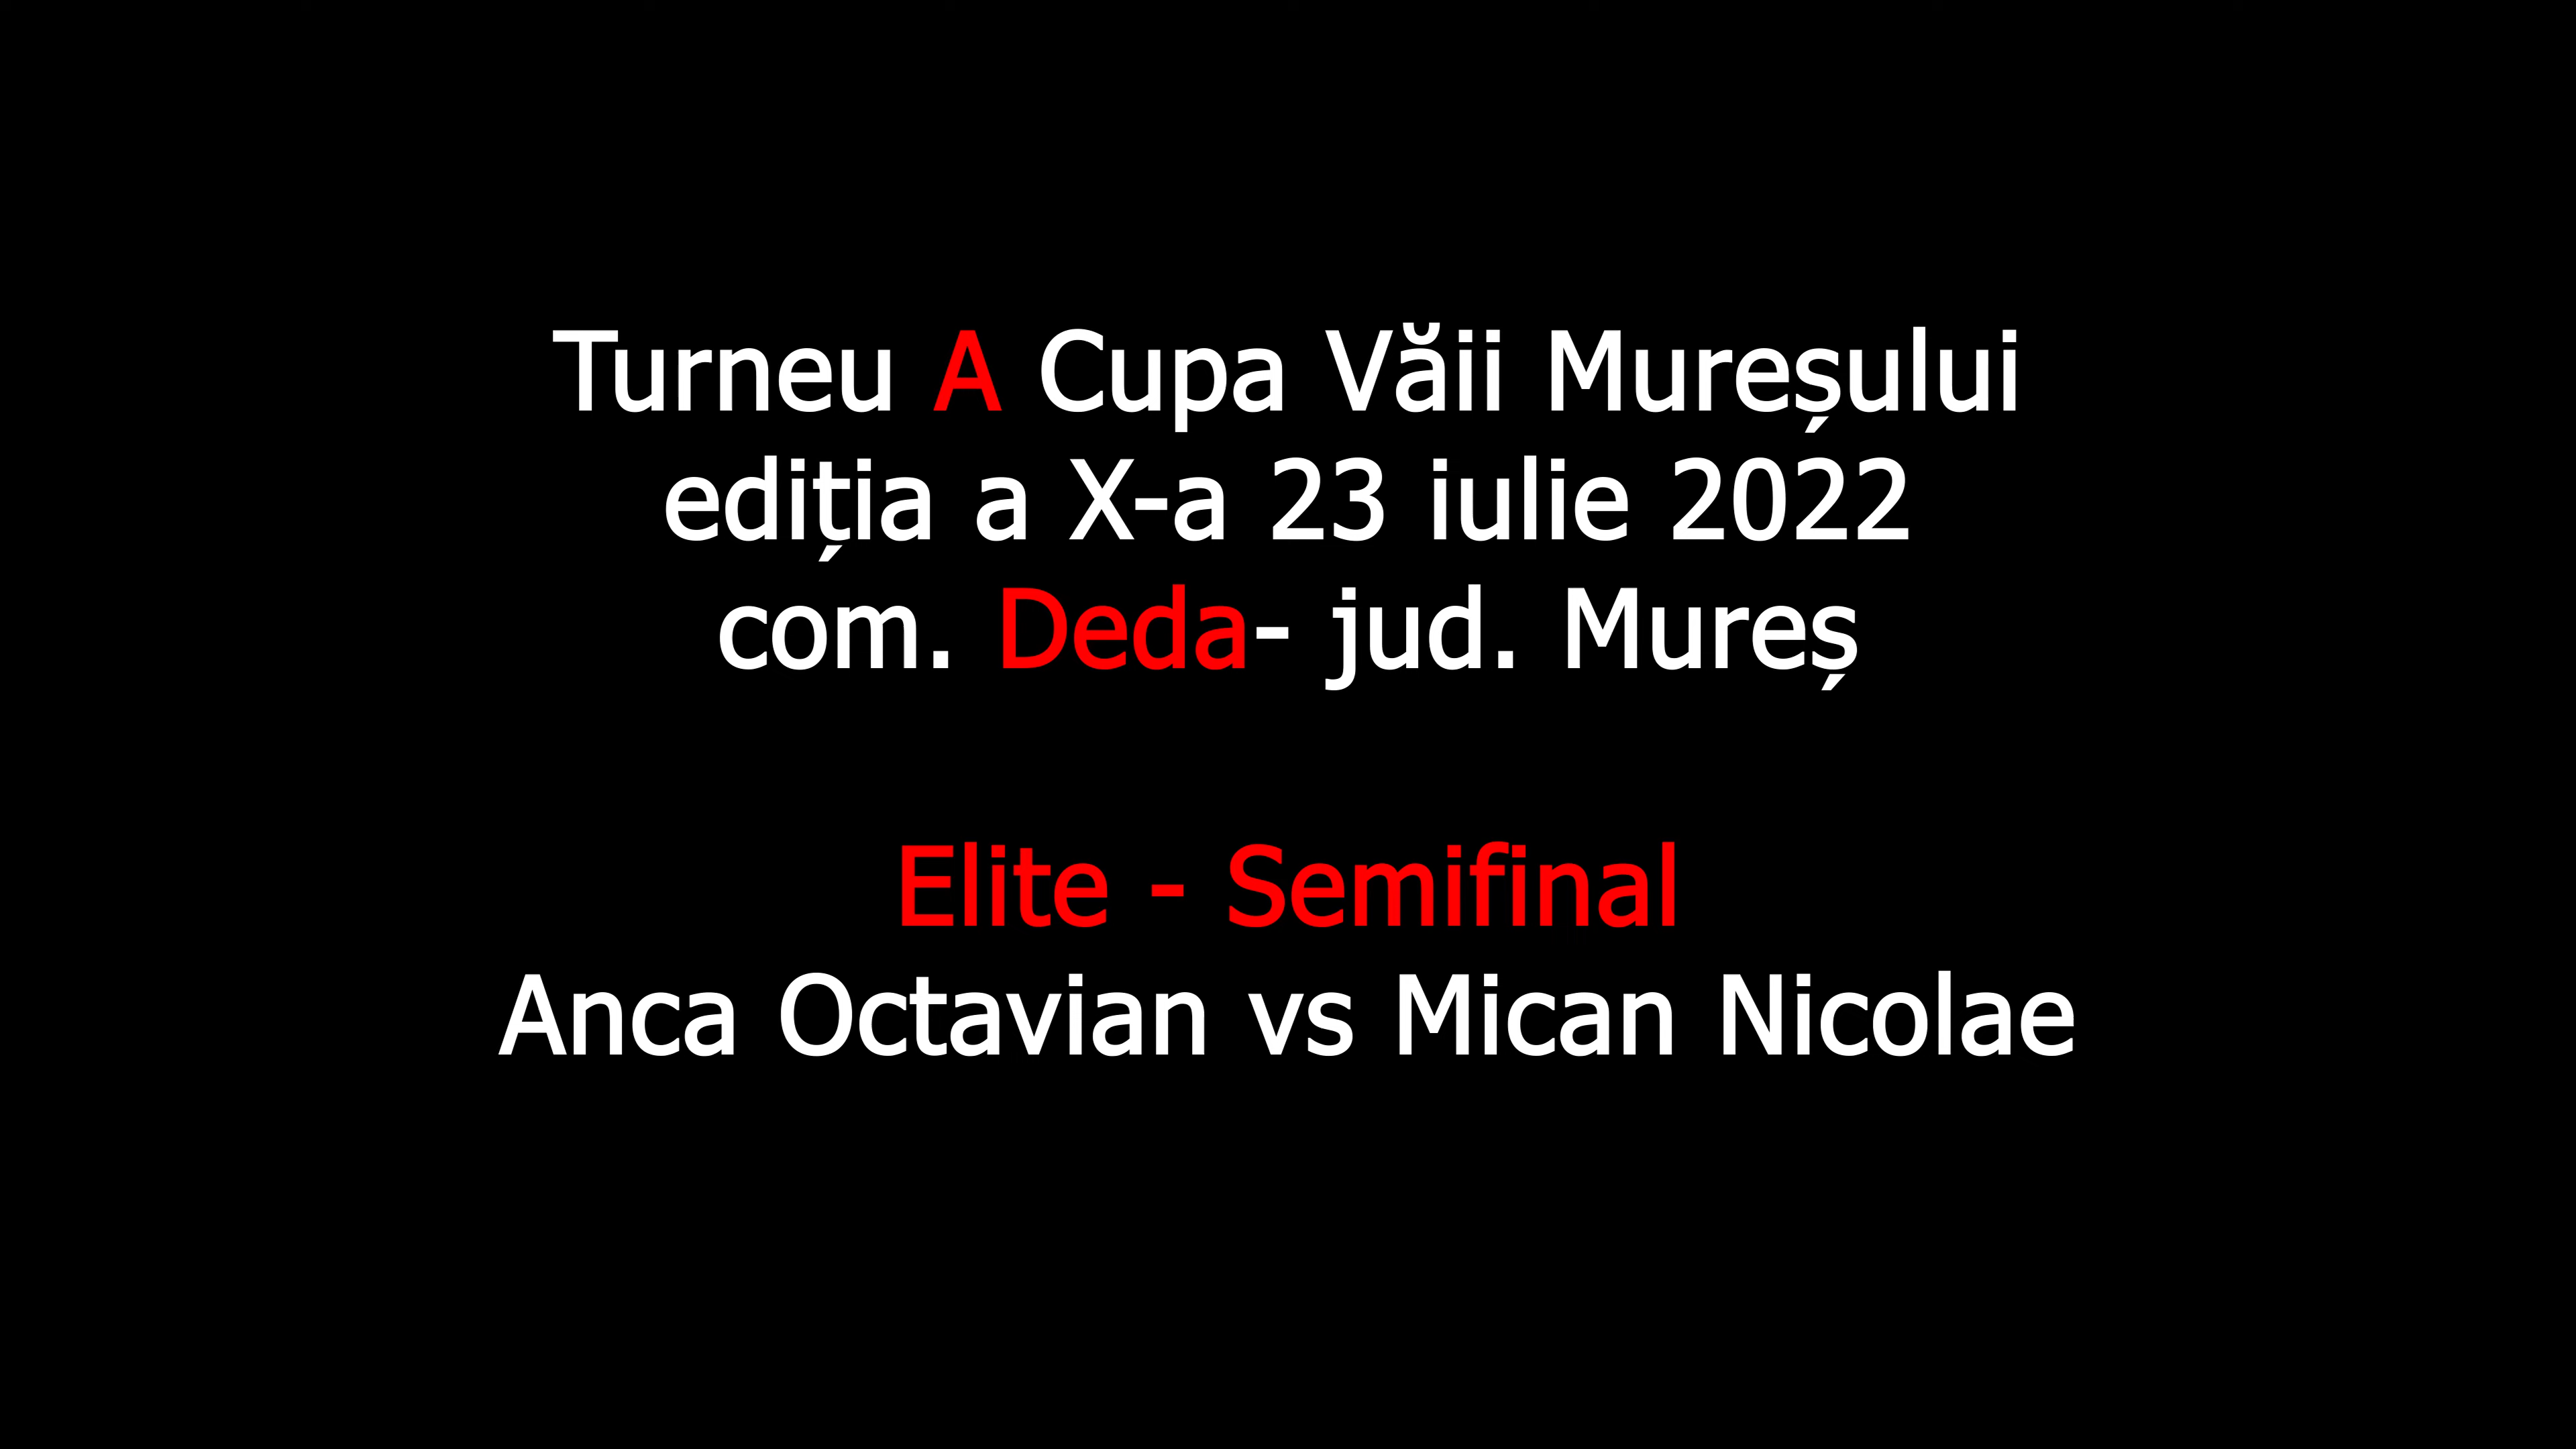 Turneu A Cupa Văii Mureșului
ediția a X-a 23 iulie 2022
com. Deda- jud. Mureș
Elite - Semifinal
Anca Octavian vs Mican Nicolae